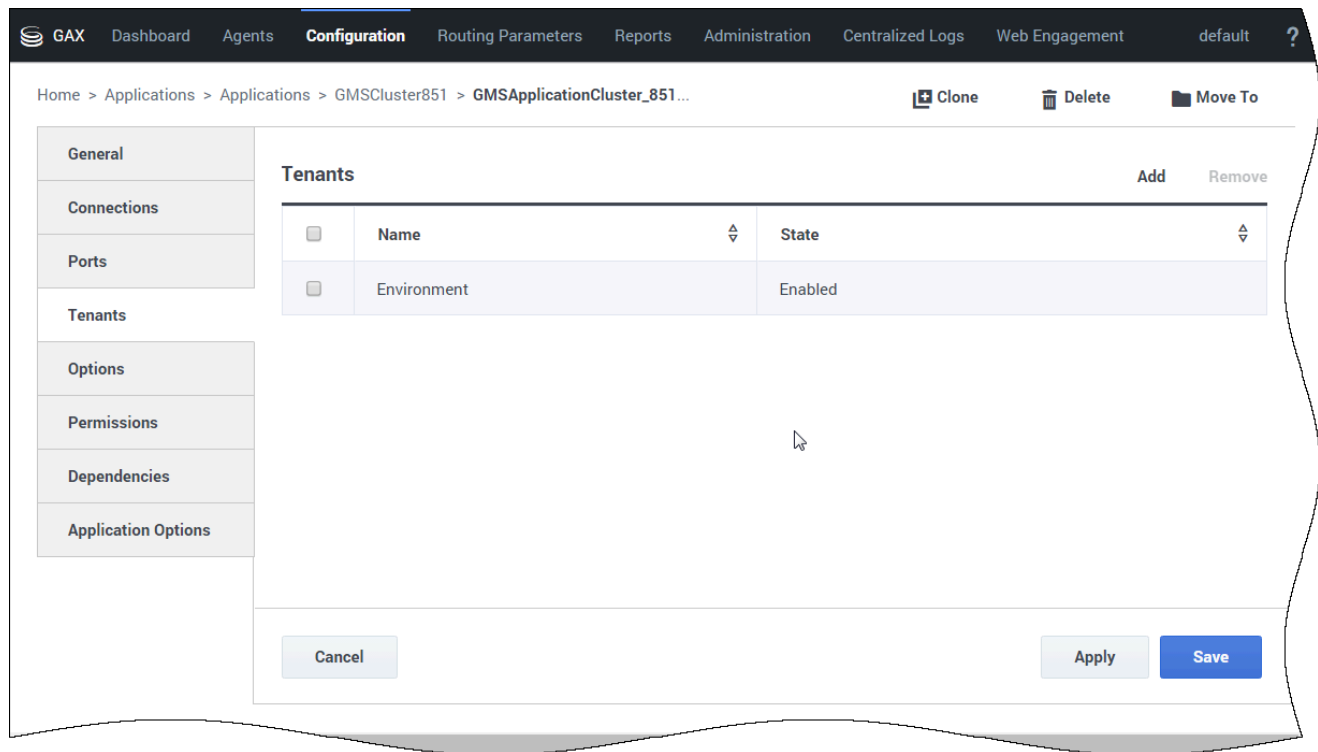 GAX Dashboard Agents Configuration Routing Parameters Reports Administration Centralized Logs Web Engagement default ?
Home > Applications > Applications > GMSCluster851 > GMSApplicationCluster_851... Clone Delete Move To
General
Connections
Ports
Tenants
Options
Permissions
Dependencies
Application Options
Tenants Add Remove
Name State
Environment Enabled
Cancel Apply Save